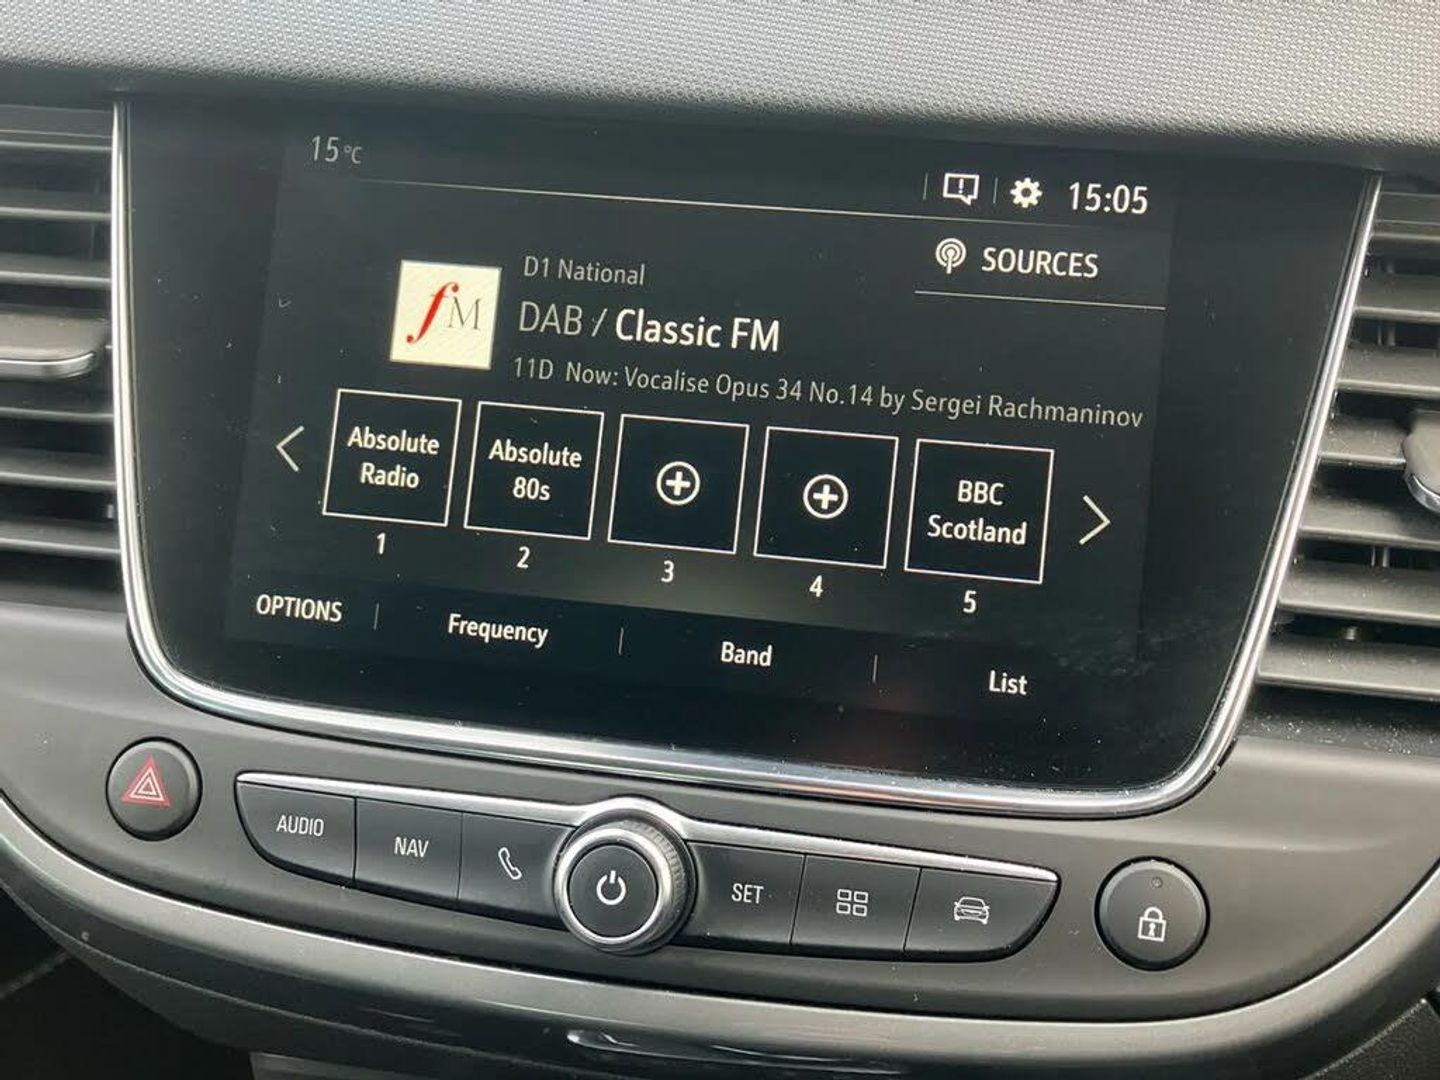 15°C
15:05
SOURCES
D1 National
fM
DAB / Classic FM
11D Now: Vocalise Opus 34 No.14 by Sergei Rachmaninov
Absolute
Radio
Absolute
80s
BBC
Scotland
1
2
3
4
5
OPTIONS
Frequency
Band
List
AUDIO
NAV
SET